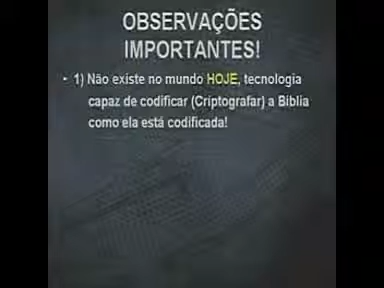 OBSERVAÇÕES
IMPORTANTES!
• 1) Não existe no mundo HOJE, tecnologia
capaz de codificar (Criptografar) a Bíblia
como ela está codificada!